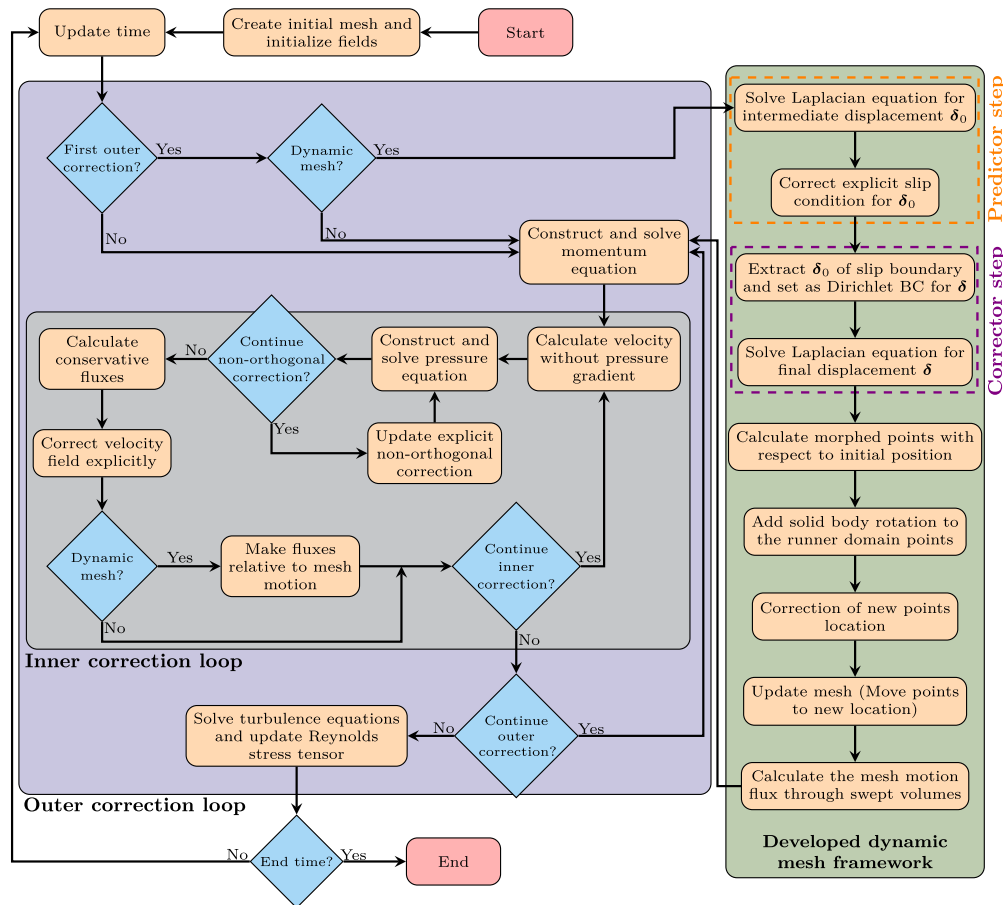 Update time
Create initial mesh and
initialize fields
Start
First outer
correction?
Yes
No
Dynamic
mesh?
Yes
No
Construct and solve
momentum
equation
Calculate velocity
without pressure
gradient
Construct and
solve pressure
equation
Continue
non-orthogonal
correction?
No
Yes
Update explicit
non-orthogonal
correction
Calculate
conservative
fluxes
Correct velocity
field explicitly
Dynamic
mesh?
Yes
No
Make fluxes
relative to mesh
motion
Continue
inner
correction?
Yes
No
Inner correction loop
Continue
outer
correction?
Yes
No
Solve turbulence equations
and update Reynolds
stress tensor
Outer correction loop
End time?
No
Yes
End
Solve Laplacian equation for
intermediate displacement δ₀
Correct explicit slip
condition for δ₀
Predictor step
Extract δ₀ of slip boundary
and set as Dirichlet BC for δ
Solve Laplacian equation for
final displacement δ
Corrector step
Calculate morphed points with
respect to initial position
Add solid body rotation to
the runner domain points
Correction of new points
location
Update mesh (Move points
to new location)
Calculate the mesh motion
flux through swept volumes
Developed dynamic
mesh framework